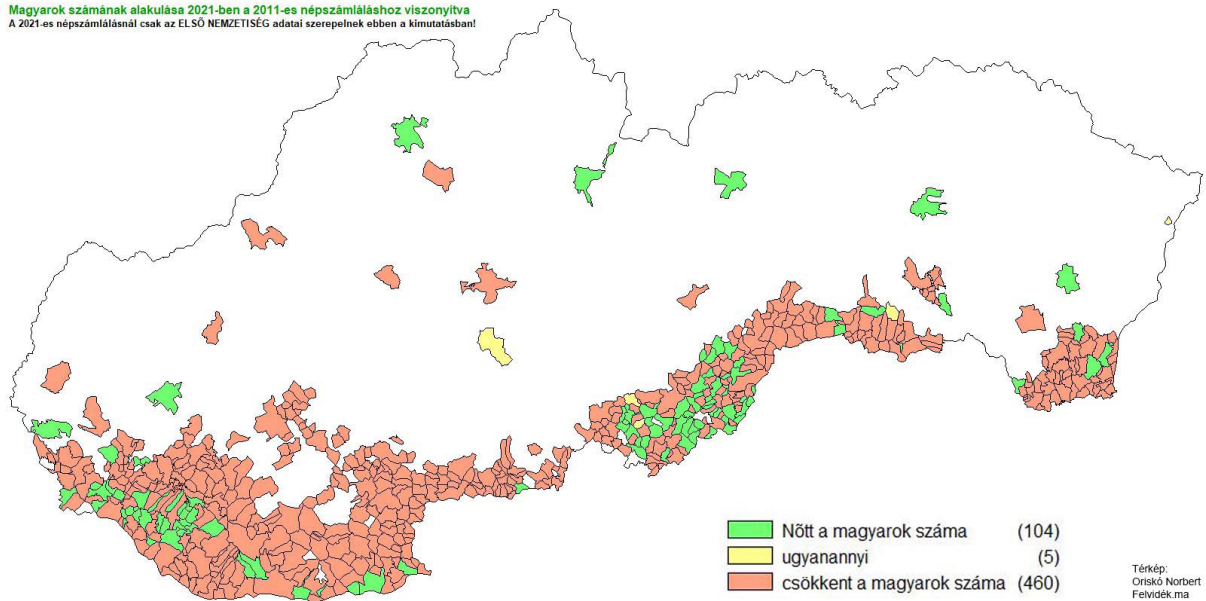 Magyarok számának alakulása 2021-ben a 2011-es népszámláláshoz viszonyítva
A 2021-es népszámlálásnál csak az ELSŐ NEMZETISÉG adatai szerepelnek ebben a kimutatásban!
Nőtt a magyarok száma (104)
ugyanannyi (5)
csökkent a magyarok száma (460)
Térkép:
Oriskó Norbert
Felvidék.ma